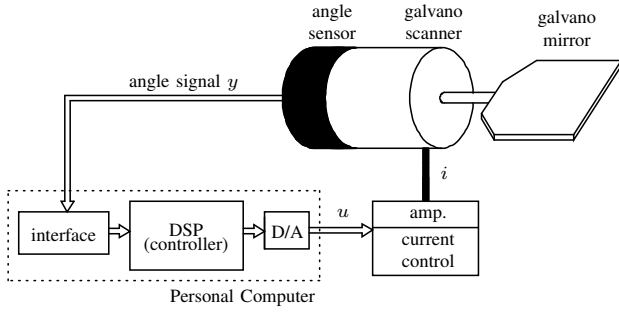 angle
sensor
galvano
scanner
galvano
mirror
angle signal y
i
interface
DSP
(controller)
D/A
u
amp.
current
control
Personal Computer